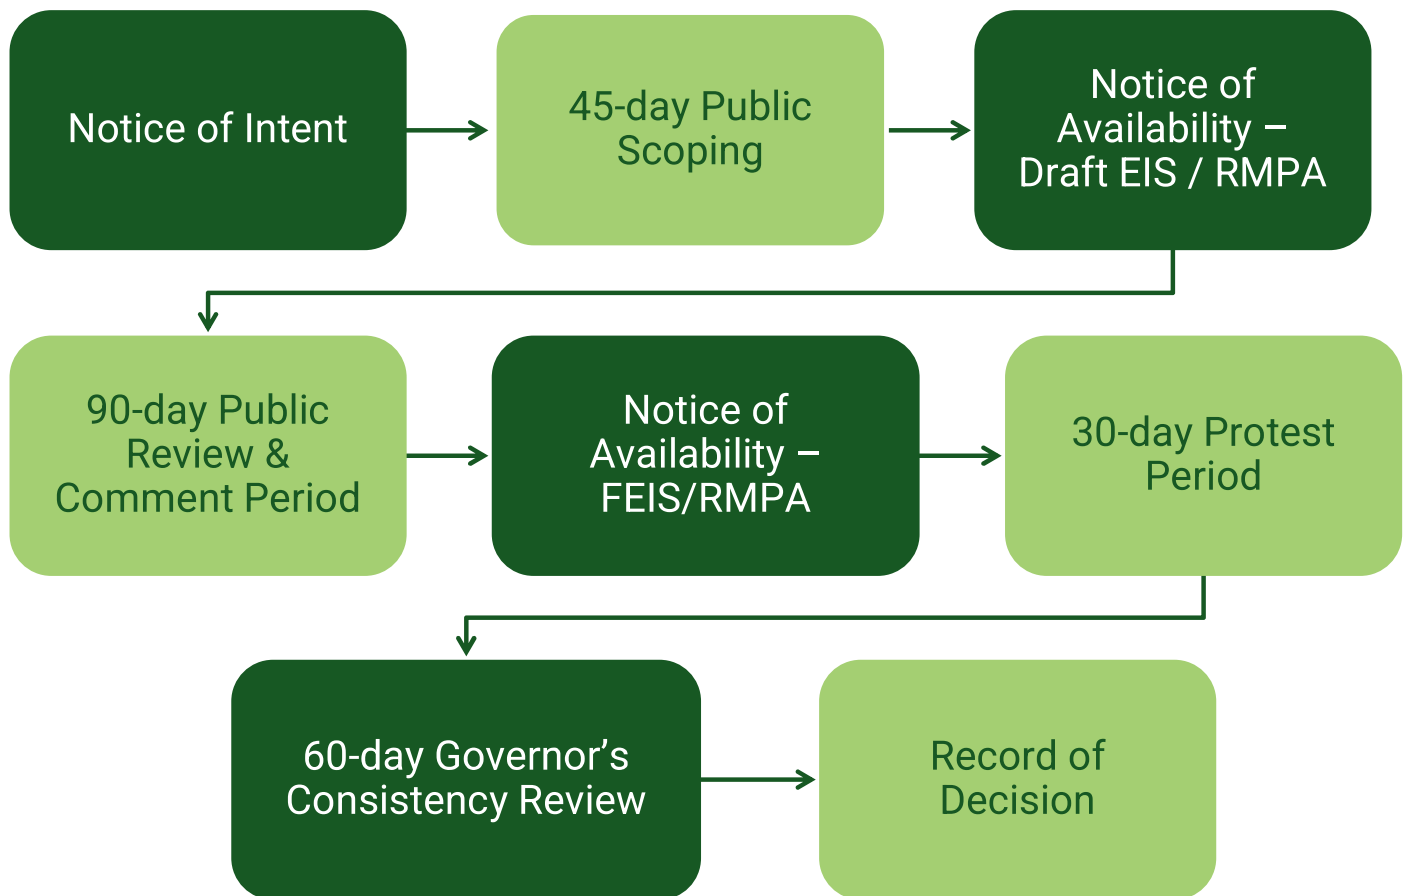 Notice of Intent
45-day Public
Scoping
Notice of
Availability –
Draft EIS / RMPA
90-day Public
Review &
Comment Period
Notice of
Availability –
FEIS/RMPA
30-day Protest
Period
60-day Governor’s
Consistency Review
Record of
Decision